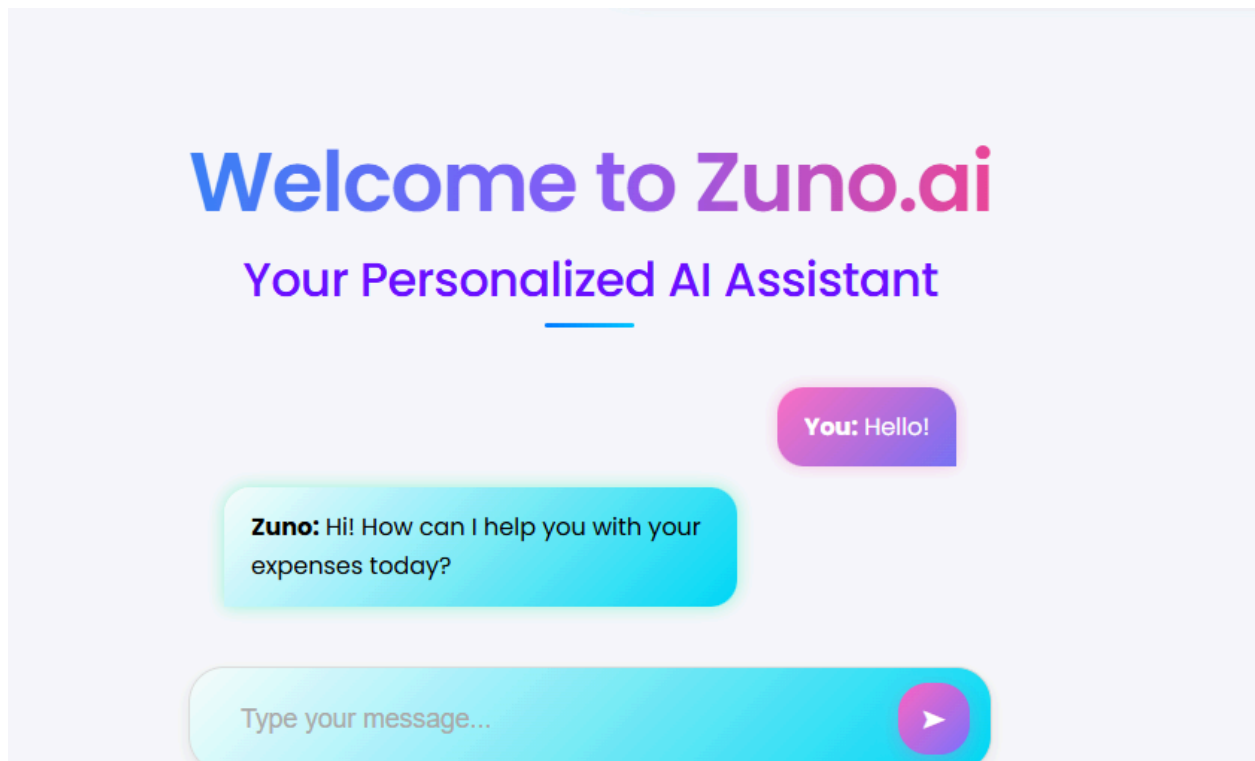 Welcome to Zuno.ai
Your Personalized AI Assistant
You: Hello!
Zuno: Hi! How can I help you with your
expenses today?
Type your message...